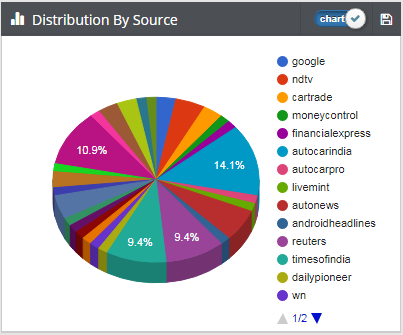 Distribution By Source
chart
google
ndtv
cartrade
moneycontrol
financialexpress
autocarindia
autocarpro
livemint
autonews
androidheadlines
reuters
timesofindia
dailypioneer
wn
1/2
10.9%
14.1%
9.4%
9.4%